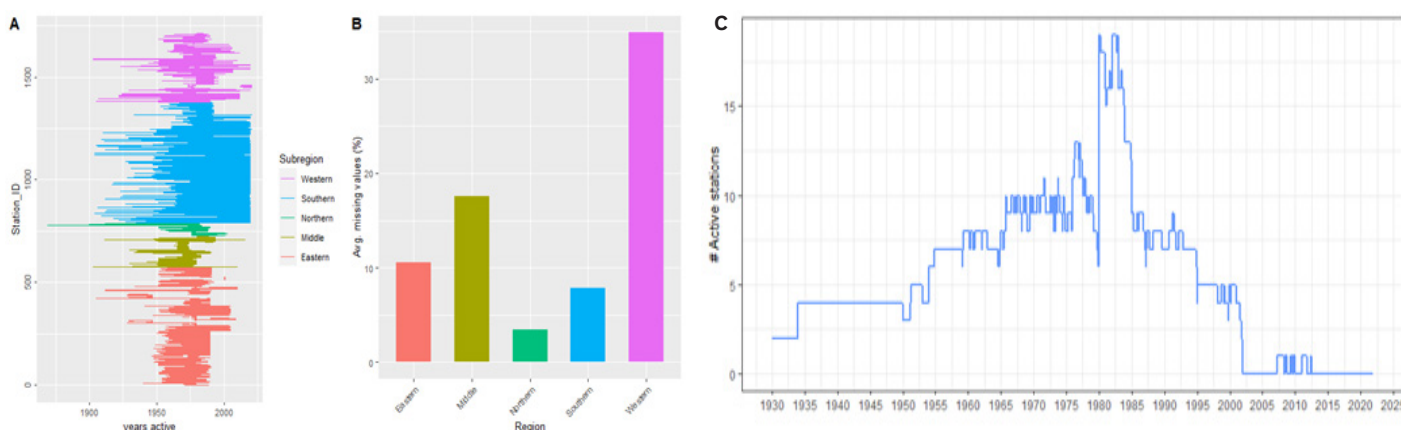 A
Station_ID
0
500
1000
1500
1900
1950
2000
years active
Subregion
Western
Southern
Northern
Middle
Eastern
B
Avg. missing values (%)
0
10
20
30
Eastern
Middle
Northern
Southern
Western
Region
C
# Active stations
0
5
10
15
1930 1935 1940 1945 1950 1955 1960 1965 1970 1975 1980 1985 1990 1995 2000 2005 2010 2015 2020 2025